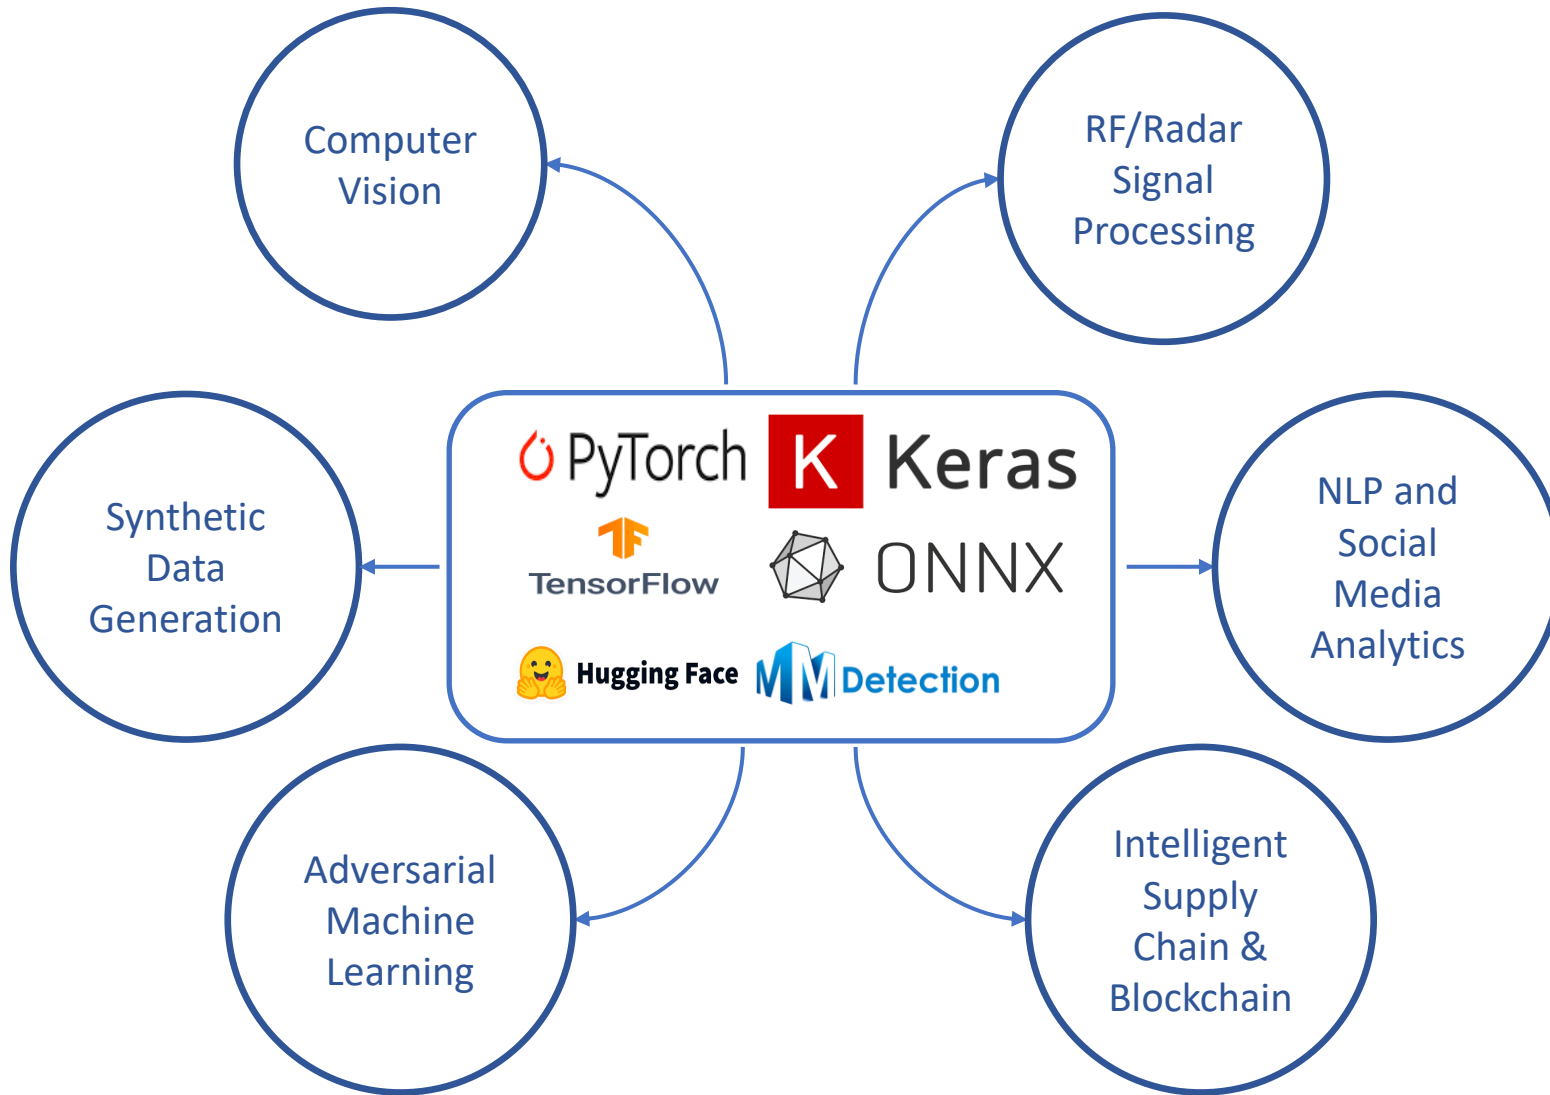 Computer
Vision
RF/Radar
Signal
Processing
Synthetic
Data
Generation
PyTorch
K Keras
TensorFlow
ONNX
Hugging Face
MM Detection
NLP and
Social
Media
Analytics
Adversarial
Machine
Learning
Intelligent
Supply
Chain &
Blockchain